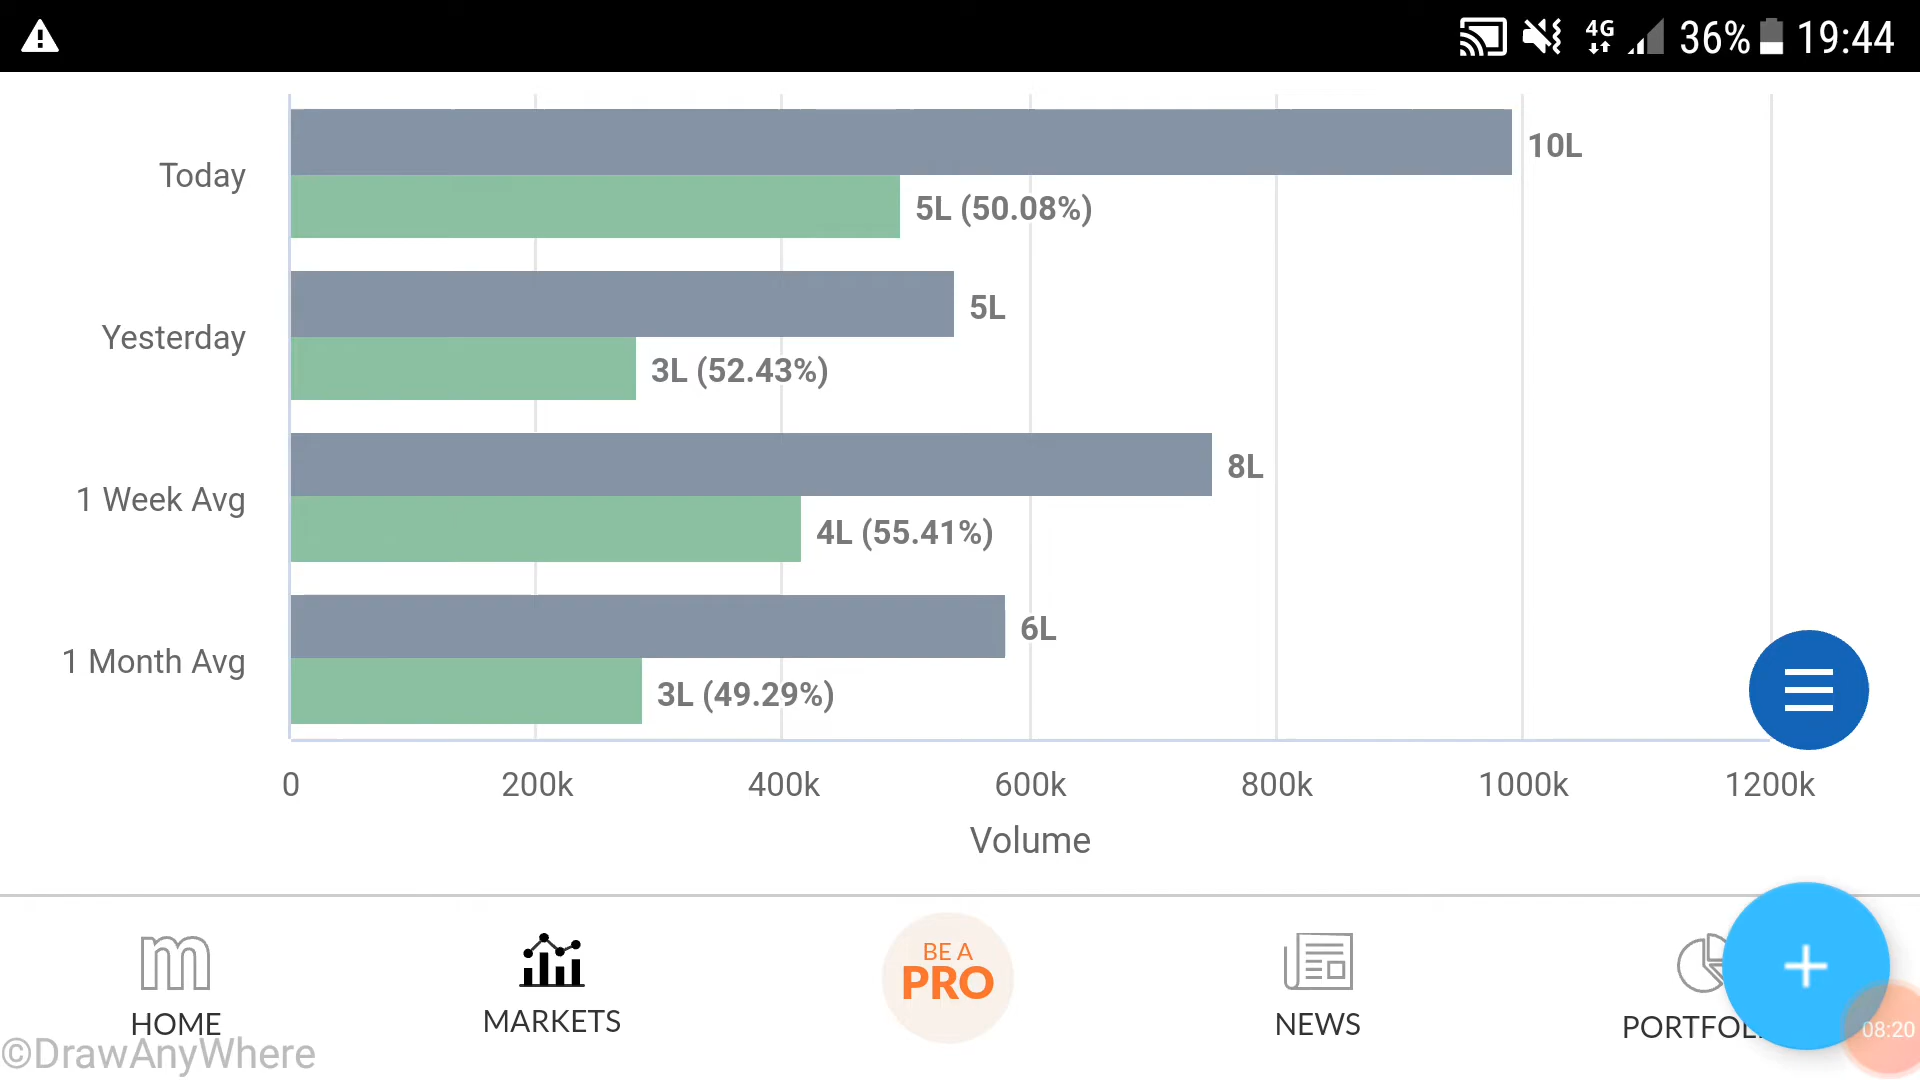 4G 36% 19:44
10L
Today
5L (50.08%)
5L
Yesterday
3L (52.43%)
8L
1 Week Avg
4L (55.41%)
6L
1 Month Avg
3L (49.29%)
0 200k 400k 600k 800k 1000k 1200k
Volume
BE A
PRO
HOME MARKETS NEWS PORTFOL
08:20
©DrawAnyWhere